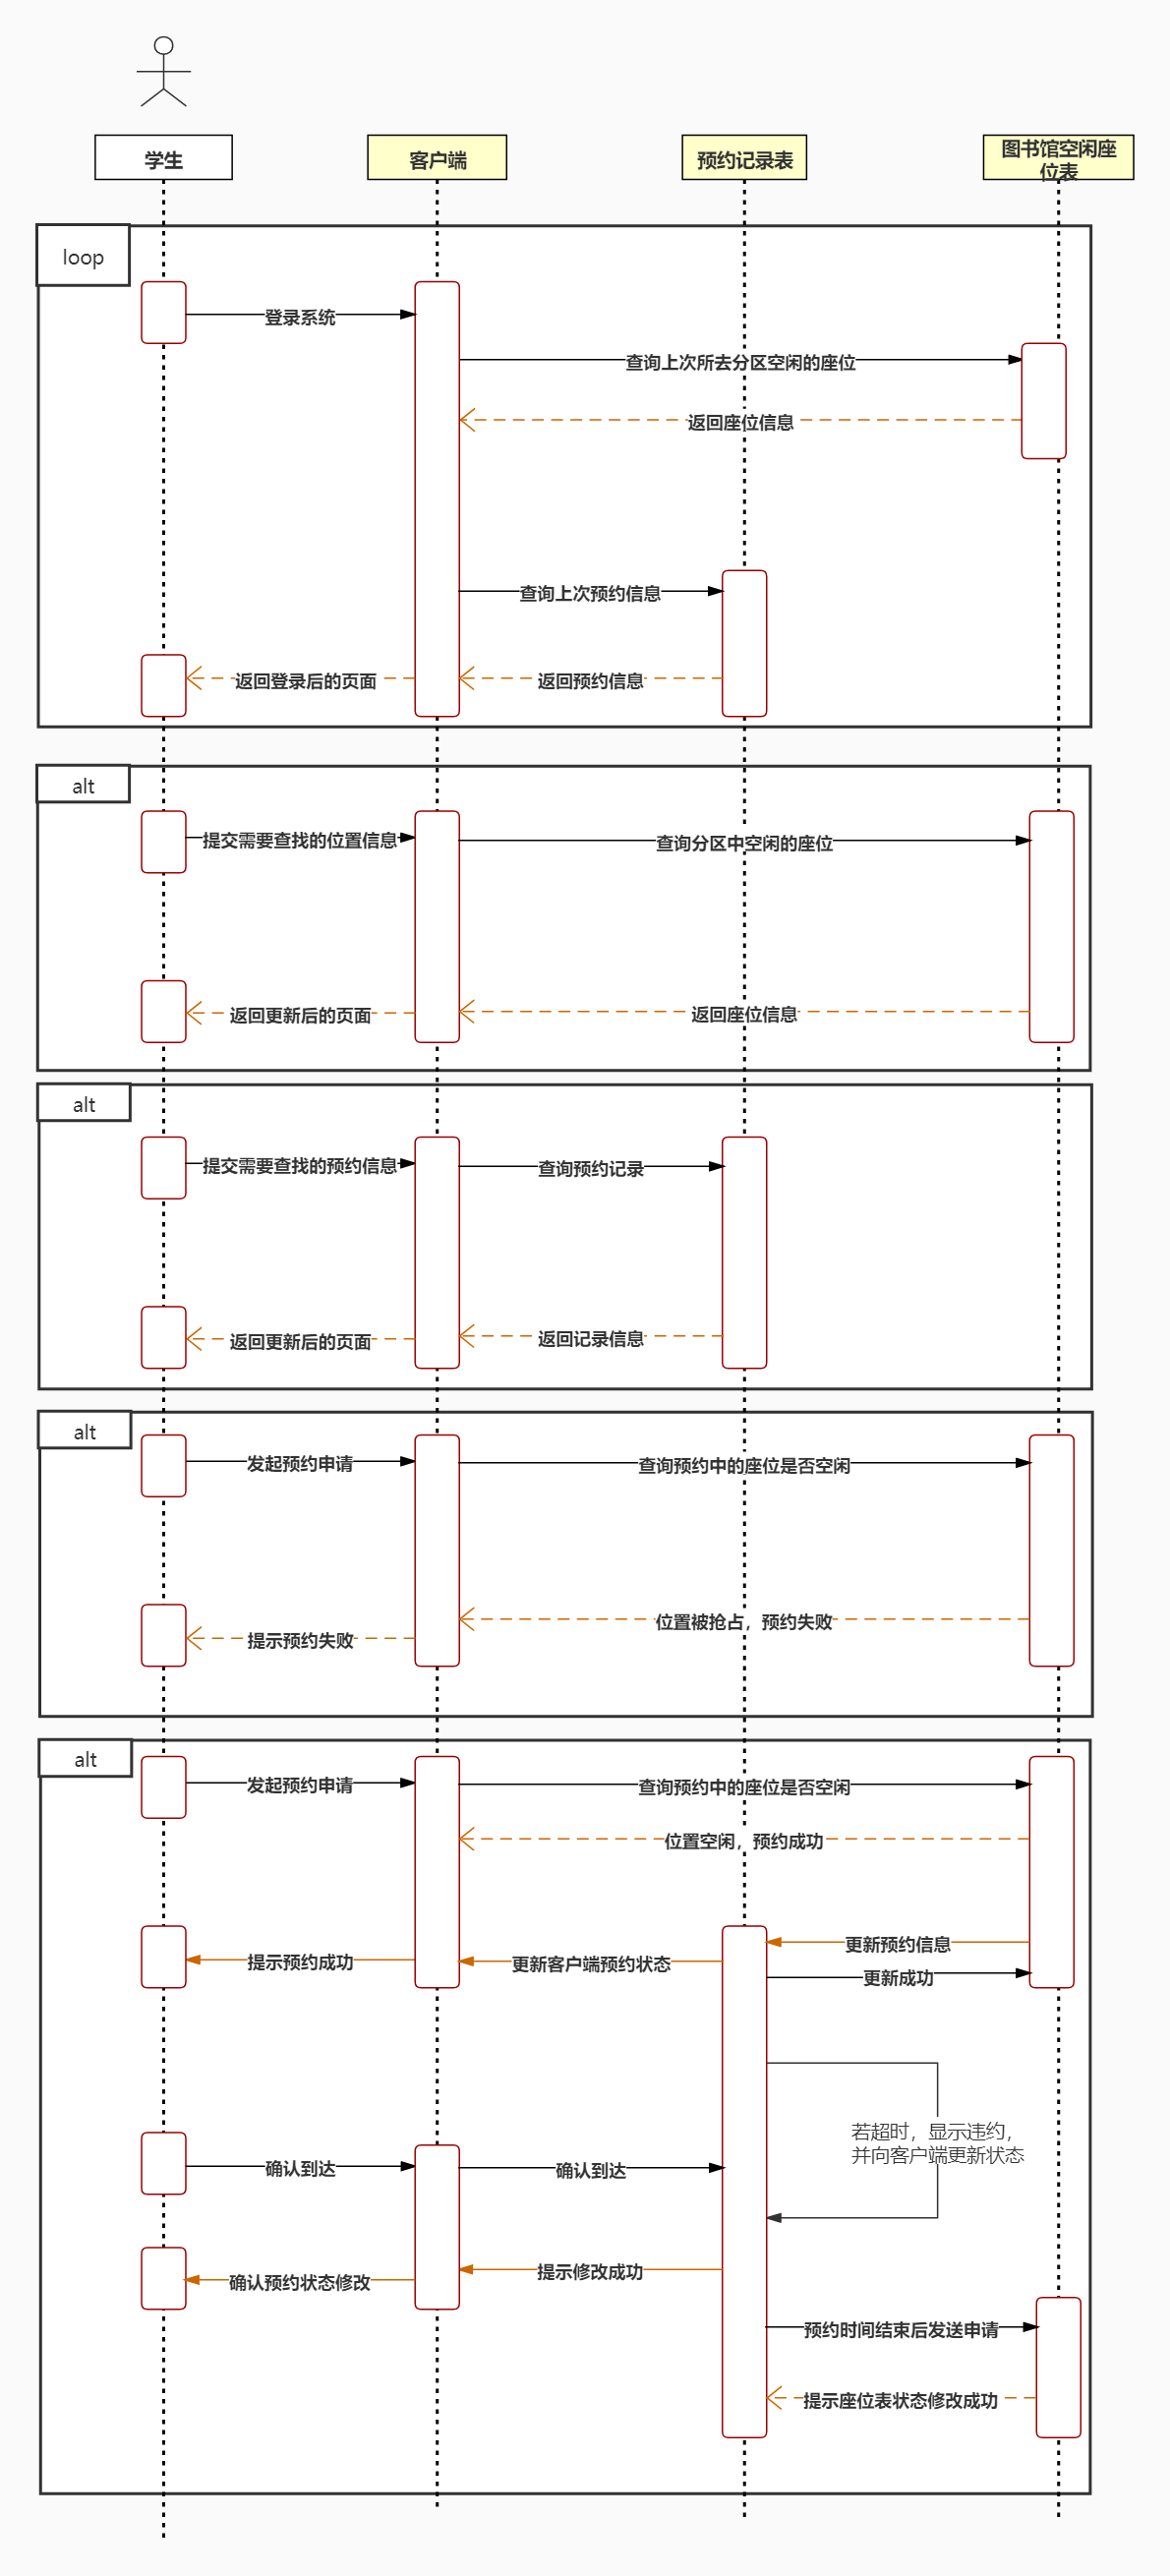 学生
客户端
预约记录表
图书馆空闲座
位表
loop
登录系统
查询上次所去分区空闲的座位
返回座位信息
查询上次预约信息
返回登录后的页面
返回预约信息
alt
提交需要查找的位置信息
查询分区中空闲的座位
返回更新后的页面
返回座位信息
alt
提交需要查找的预约信息
查询预约记录
返回更新后的页面
返回记录信息
alt
发起预约申请
查询预约中的座位是否空闲
位置被抢占，预约失败
提示预约失败
alt
发起预约申请
查询预约中的座位是否空闲
位置空闲，预约成功
更新预约信息
提示预约成功
更新客户端预约状态
更新成功
若超时，显示违约，
并向客户端更新状态
确认到达
确认到达
提示修改成功
确认预约状态修改
预约时间结束后发送申请
提示座位表状态修改成功